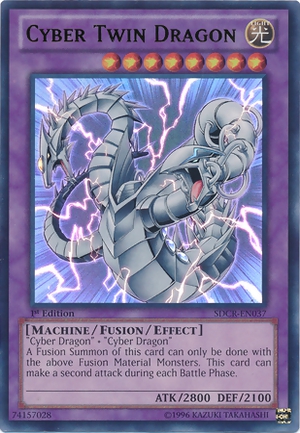 CYBER TWIN DRAGON
LIGHT
光
1st Edition
SDCR-EN037
[MACHINE/FUSION/EFFECT]
"Cyber Dragon" + "Cyber Dragon"
A Fusion Summon of this card can only be done with
the above Fusion Material Monsters. This card can
make a second attack during each Battle Phase.
ATK/2800 DEF/2100
74157028
©1996 KAZUKI TAKAHASHI